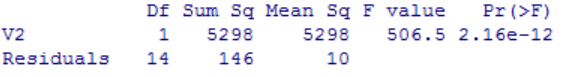 Df Sum Sq Mean Sq F value Pr(>F)
V2 1 5298 5298 506.5 2.16e-12
Residuals 14 146 10